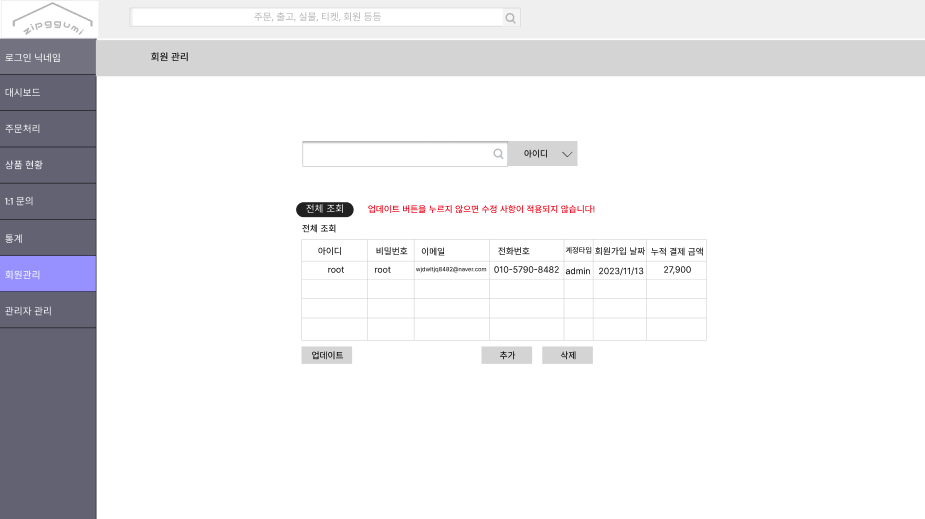 zipggumi
주문, 출고, 실물, 티켓, 회원 등등
로그인 닉네임
회원 관리
대시보드
주문처리
상품 현황
1:1 문의
통계
회원관리
관리자 관리
아이디
전체 조회 업데이트 버튼을 누르지 않으면 수정 사항이 적용되지 않습니다!
전체 조회
아이디 비밀번호 이메일 전화번호 계정타입 회원가입 날짜 누적 결제 금액
root root wjdwltjq8482@naver.com 010-5790-8482 admin 2023/11/13 27,900
업데이트 추가 삭제